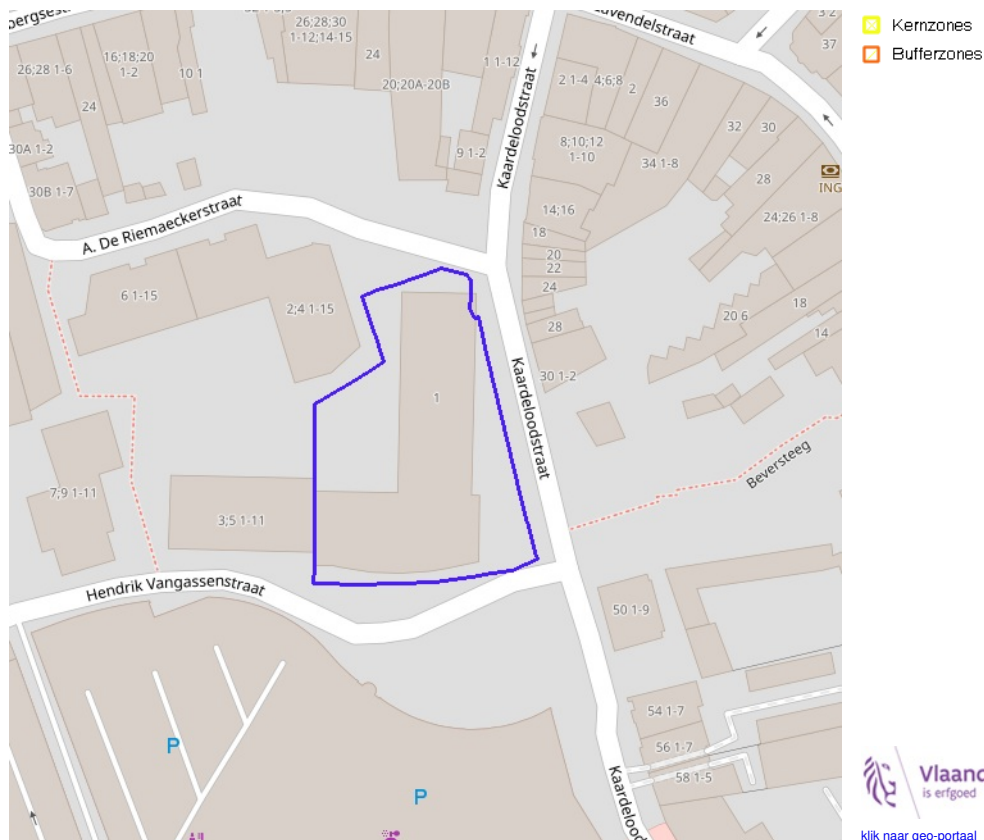 Kernzones
Bufferzones
Lavendelstraat
26;28;30
1-12;14-15
24
1 1-12
37
16;18;20
1-2
26;28 1-6
10 1
20;20A-20B
2 1-4
4;6;8
2
36
24
32
30
8;10;12
1-10
Kaardeloodstraat
30A 1-2
9 1-2
34 1-8
28
ING
30B 1-7
14;16
24;26 1-8
A. De Riemaeckerstraat
18
20
22
6 1-15
2;4 1-15
24
28
20 6
18
14
30 1-2
Kaardeloodstraat
1
Beversteeg
7;9 1-11
3;5 1-11
Hendrik Vangassenstraat
50 1-9
54 1-7
P
56 1-7
58 1-5
P
Kaardelood
Vlaand
is erfgoed
klik naar geo-portaal